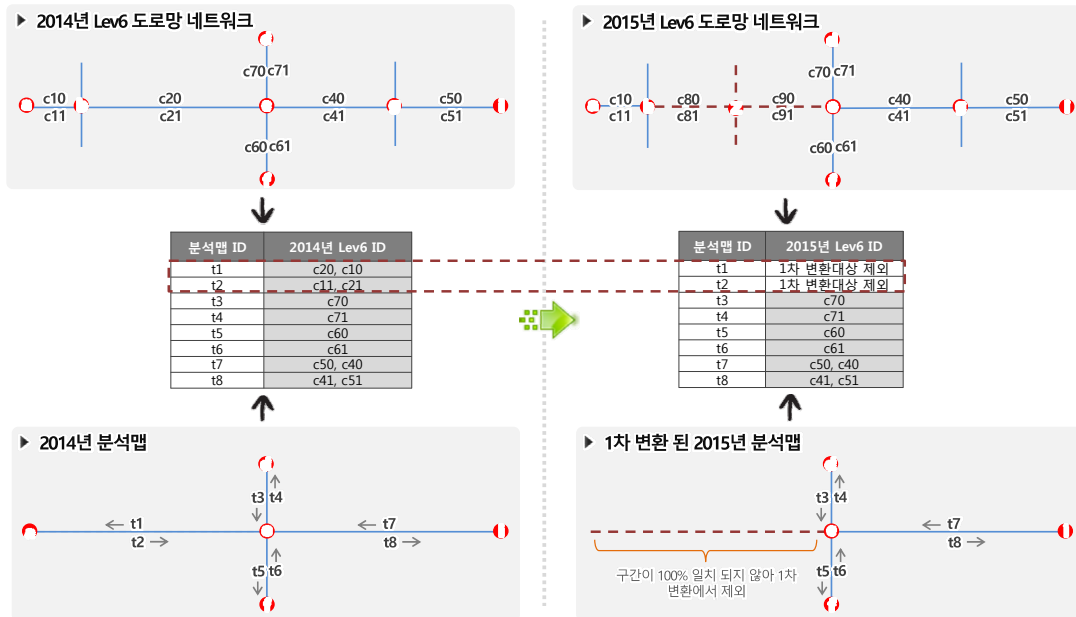 2014년 Lev6 도로망 네트워크
c70 c71
c10 c20 c40 c50
c11 c21 c41 c51
c60 c61
2015년 Lev6 도로망 네트워크
c70 c71
c10 c80 c90 c40 c50
c11 c81 c91 c41 c51
c60 c61
분석맵 ID 2014년 Lev6 ID
t1 c20, c10
t2 c11, c21
t3 c70
t4 c71
t5 c60
t6 c61
t7 c50, c40
t8 c41, c51
분석맵 ID 2015년 Lev6 ID
t1 1차 변환대상 제외
t2 1차 변환대상 제외
t3 c70
t4 c71
t5 c60
t6 c61
t7 c50, c40
t8 c41, c51
2014년 분석맵
t3 t4
t1 t7
t2 t8
t5 t6
1차 변환 된 2015년 분석맵
t3 t4
t7
t8
t5 t6
구간이 100% 일치 되지 않아 1차
변환에서 제외